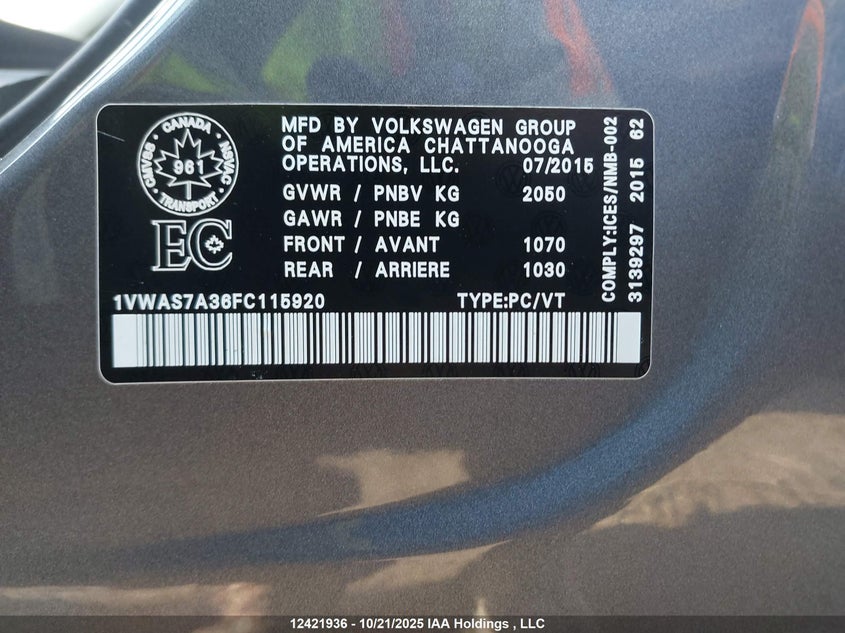 CANADA
CMVSS
NSVAC
961
TRANSPORT
EC
MFD BY VOLKSWAGEN GROUP
OF AMERICA CHATTANOOGA
OPERATIONS, LLC. 07/2015
GVWR / PNBV KG 2050
GAWR / PNBE KG
FRONT / AVANT 1070
REAR / ARRIERE 1030
1VWAS7A36FC115920 TYPE:PC/VT
COMPLY:ICES/NMB-002
3139297 2015 62
12421936 - 10/21/2025 IAA Holdings , LLC